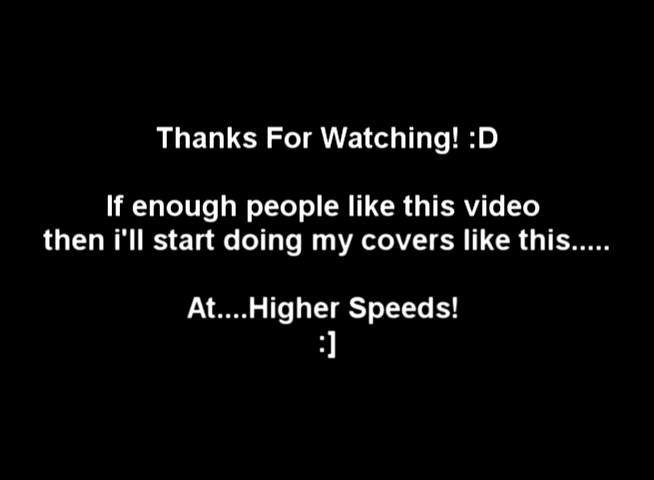 Thanks For Watching! :D
If enough people like this video
then i'll start doing my covers like this.....
At....Higher Speeds!
:]